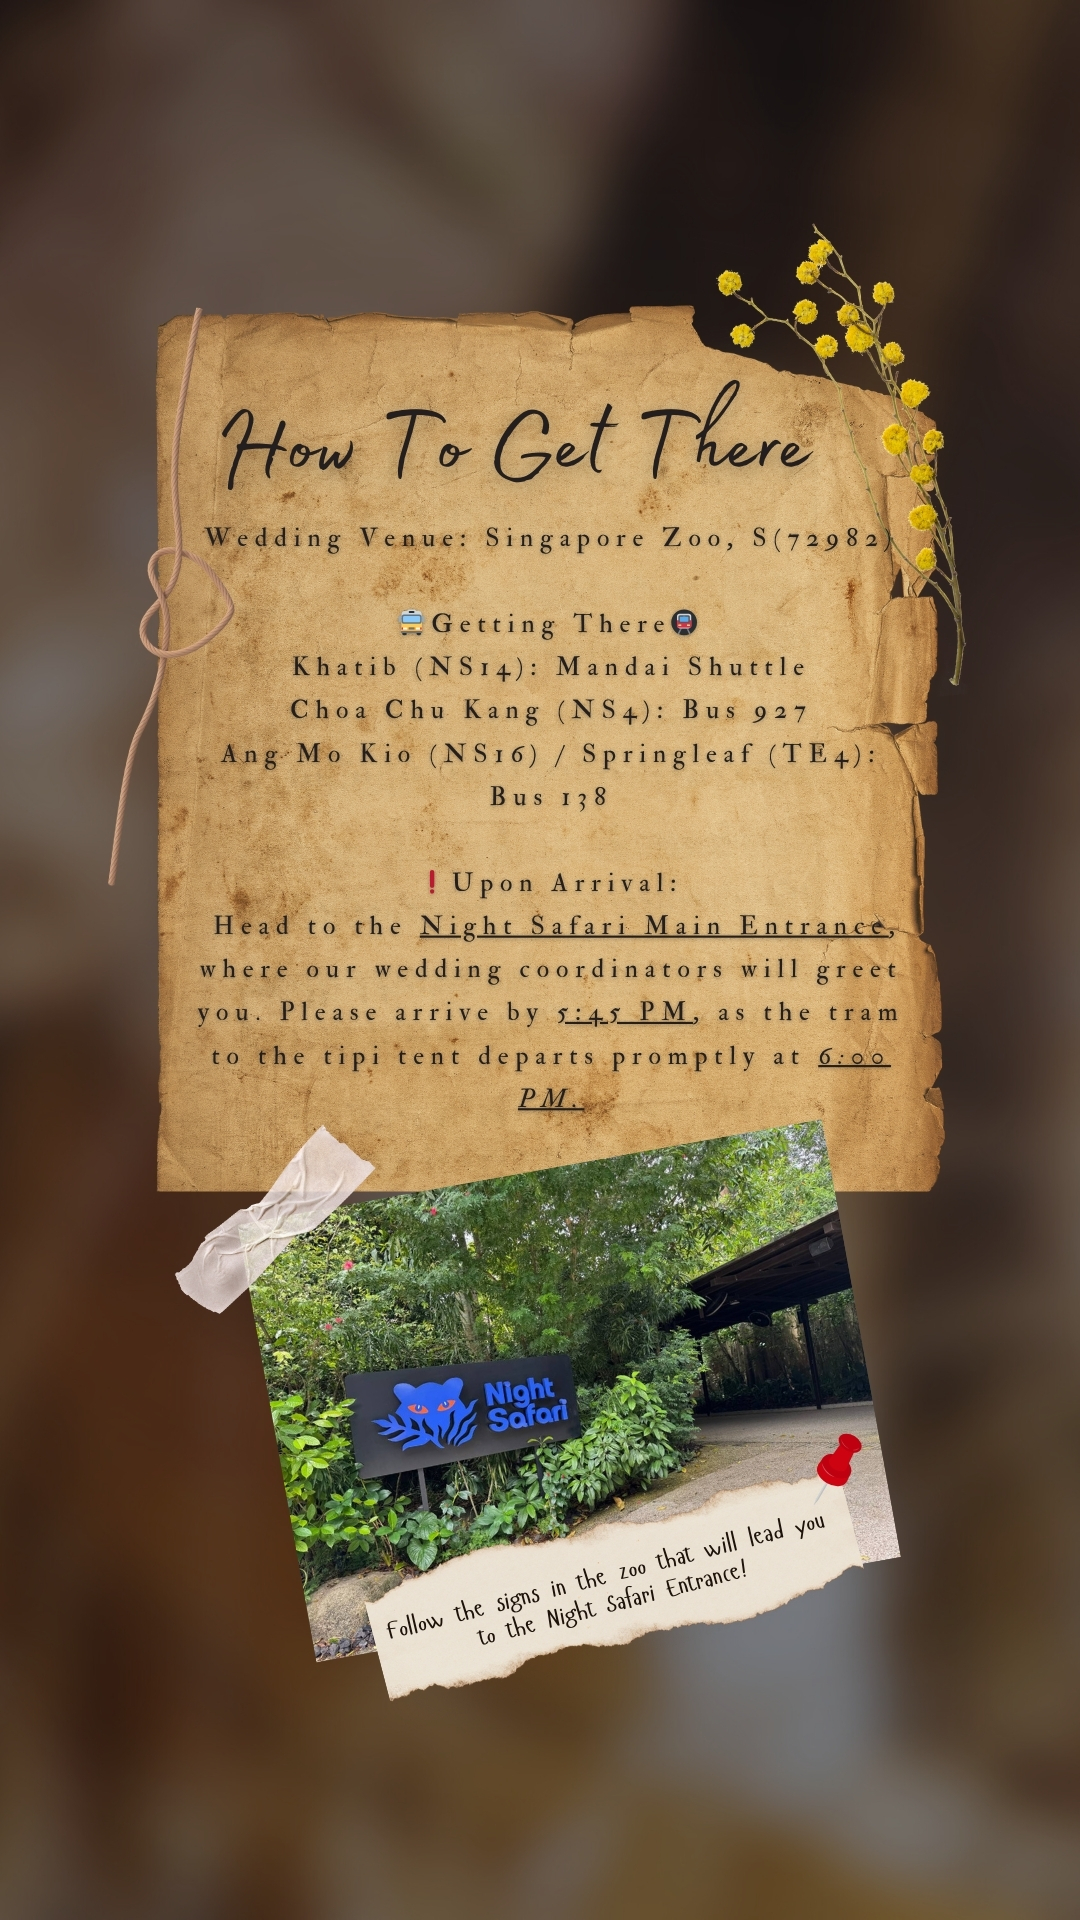 How To Get There
Wedding Venue: Singapore Zoo, S(72982)
🚌Getting There🚇
Khatib (NS14): Mandai Shuttle
Choa Chu Kang (NS4): Bus 927
Ang Mo Kio (NS16) / Springleaf (TE4):
Bus 138
❗Upon Arrival:
Head to the Night Safari Main Entrance,
where our wedding coordinators will greet
you. Please arrive by 5:45 PM, as the tram
to the tipi tent departs promptly at 6:00
PM.
Night
Safari
Follow the signs in the zoo that will lead you
to the Night Safari Entrance!